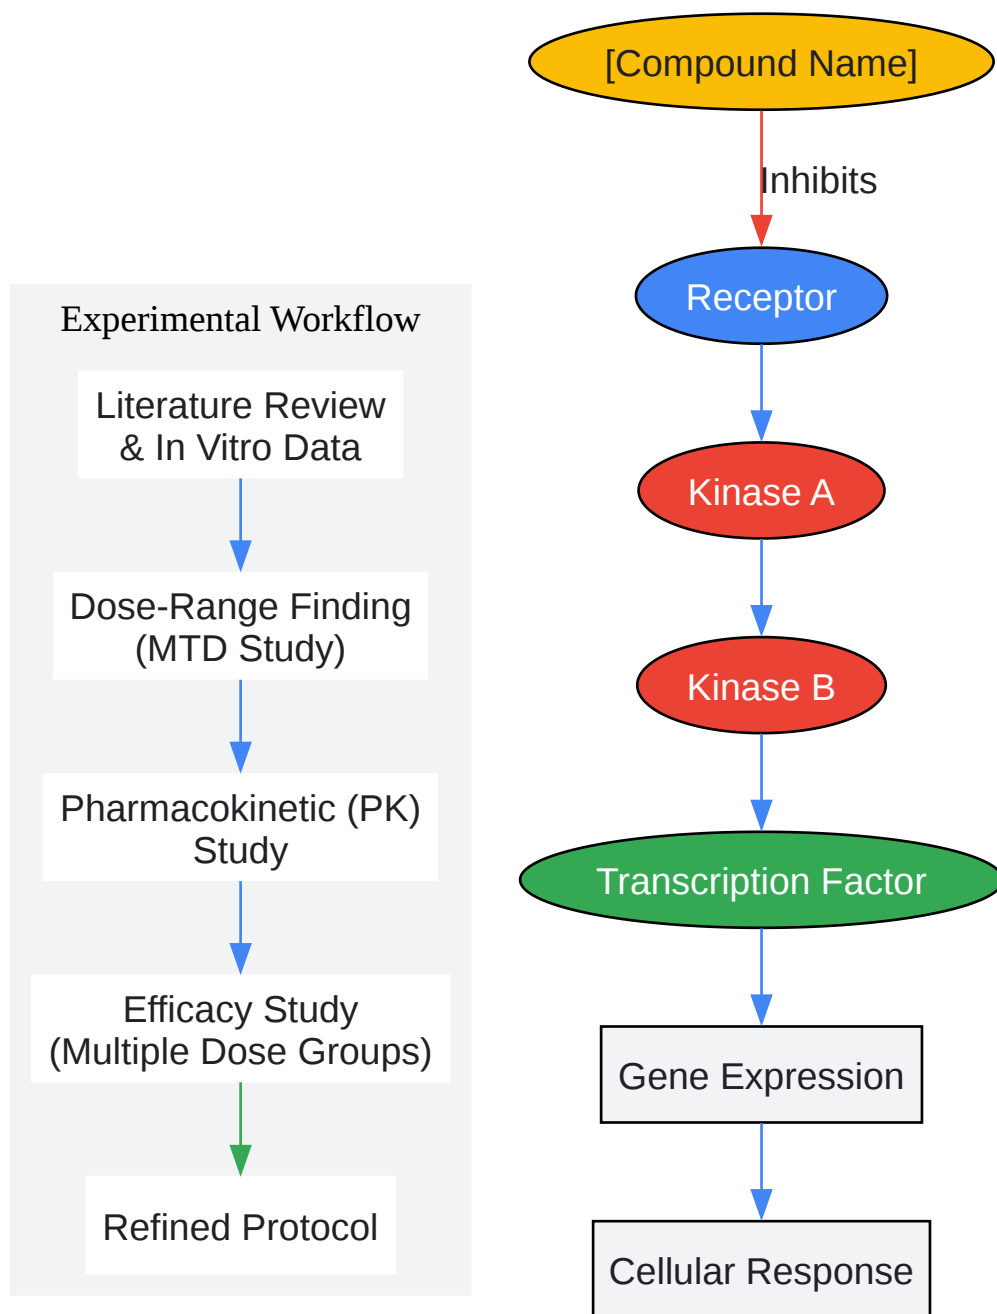 [Compound Name]
Inhibits
Receptor
Kinase A
Kinase B
Transcription Factor
Gene Expression
Cellular Response
Experimental Workflow
Literature Review
& In Vitro Data
Dose-Range Finding
(MTD Study)
Pharmacokinetic (PK)
Study
Efficacy Study
(Multiple Dose Groups)
Refined Protocol